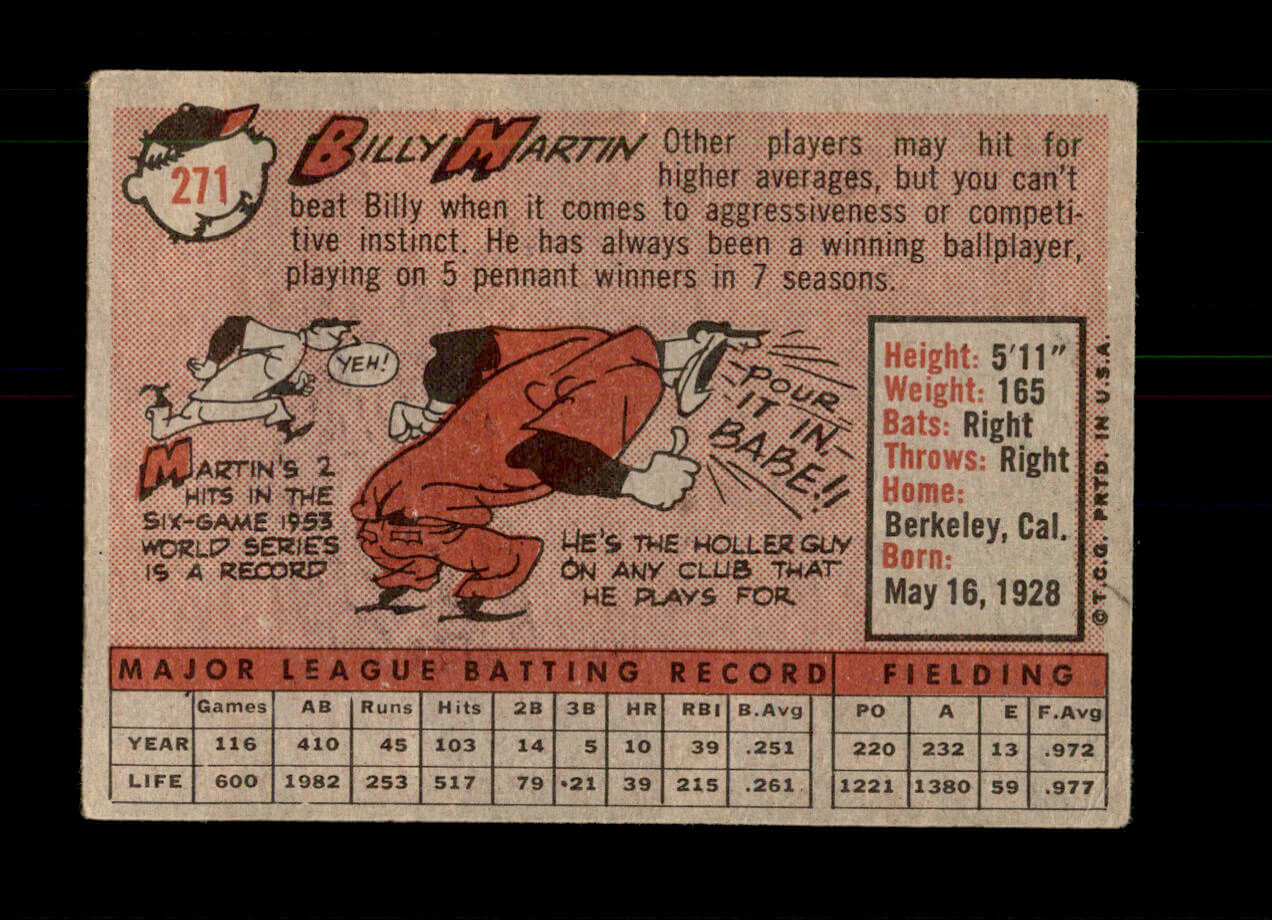 271
BILLY MARTIN
Other players may hit for
higher averages, but you can't
beat Billy when it comes to aggressiveness or competi-
tive instinct. He has always been a winning ballplayer,
playing on 5 pennant winners in 7 seasons.
YEH!
MARTIN'S 2
HITS IN THE
SIX-GAME 1953
WORLD SERIES
IS A RECORD
POUR
IT IN,
BABE!!
HE'S THE HOLLER GUY
ON ANY CLUB THAT
HE PLAYS FOR
Height: 5'11"
Weight: 165
Bats: Right
Throws: Right
Home:
Berkeley, Cal.
Born:
May 16, 1928
©T.C.G. PRTD. IN U.S.A.
MAJOR LEAGUE BATTING RECORD FIELDING
Games AB Runs Hits 2B 3B HR RBI B.Avg PO A E F.Avg
YEAR 116 410 45 103 14 5 10 39 .251 220 232 13 .972
LIFE 600 1982 253 517 79 21 39 215 .261 1221 1380 59 .977